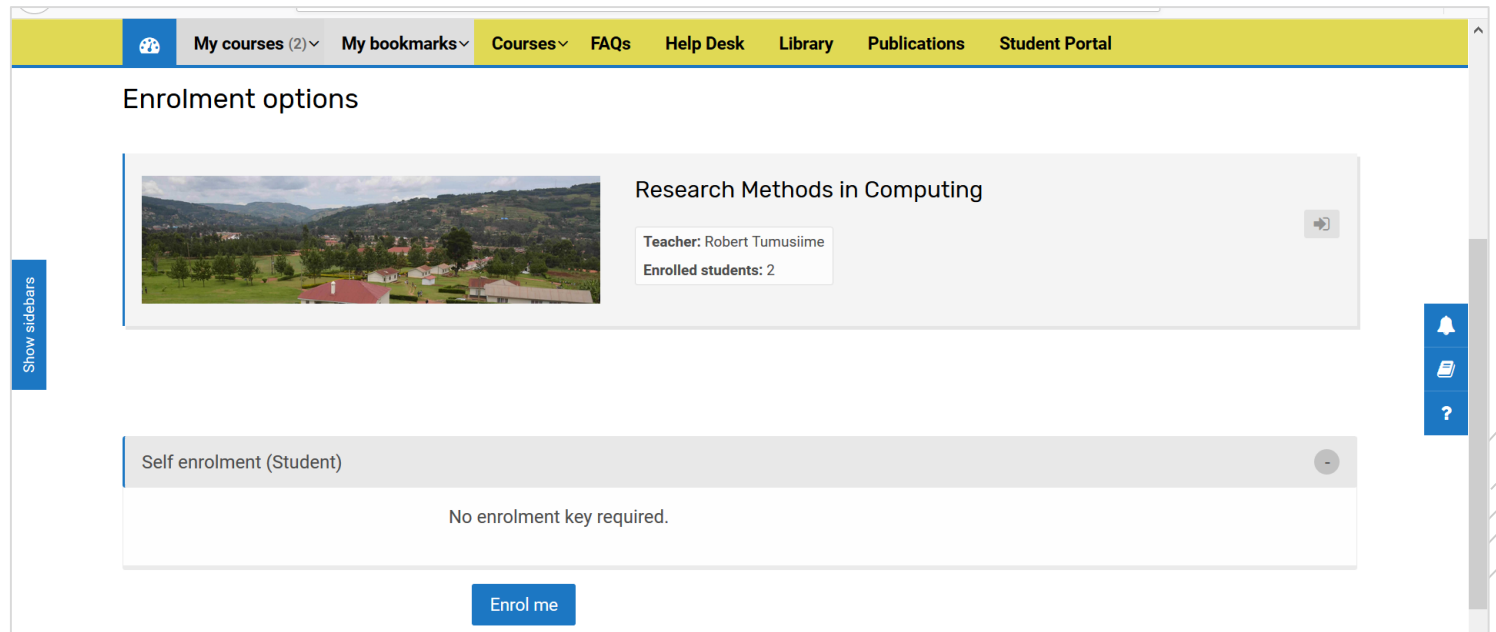 My courses (2) My bookmarks Courses FAQs Help Desk Library Publications Student Portal
Enrolment options
Research Methods in Computing
Teacher: Robert Tumusiime
Enrolled students: 2
Show sidebars
?
Self enrolment (Student)
-
No enrolment key required.
Enrol me